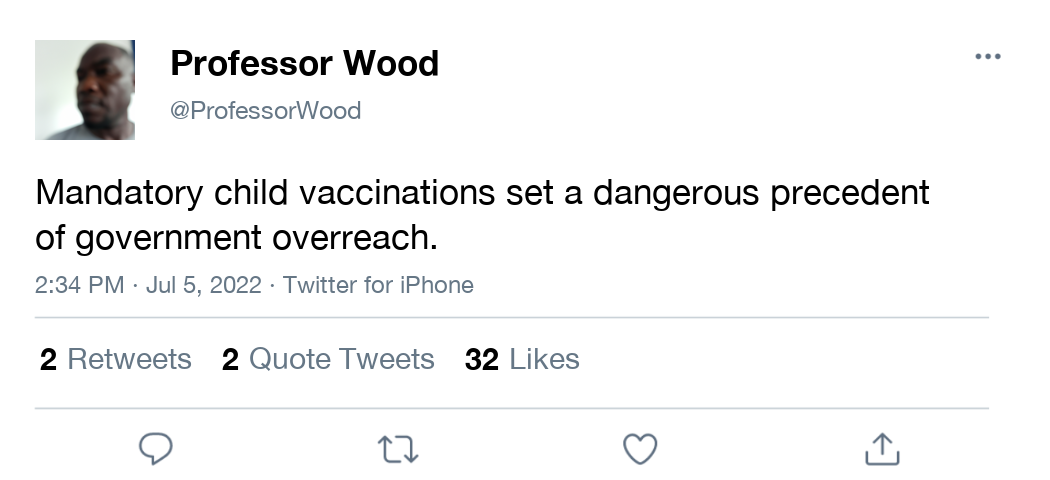 Professor Wood
@ProfessorWood
Mandatory child vaccinations set a dangerous precedent
of government overreach.
2:34 PM · Jul 5, 2022 · Twitter for iPhone
2 Retweets 2 Quote Tweets 32 Likes